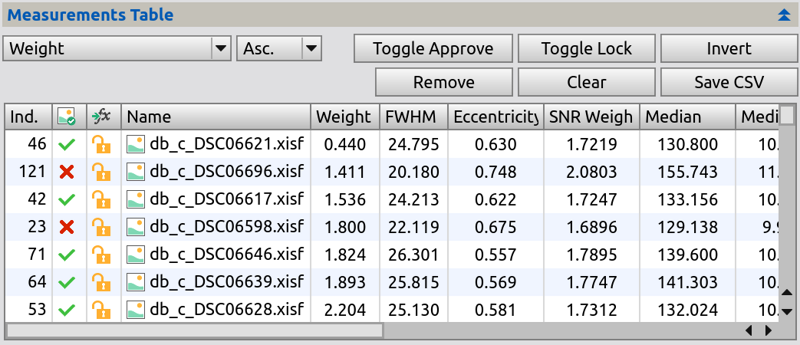 Measurements Table
Weight Asc. Toggle Approve Toggle Lock Invert
Remove Clear Save CSV
Ind. Name Weight FWHM Eccentricity SNR Weigh Median Medi
46 db_c_DSC06621.xisf 0.440 24.795 0.630 1.7219 130.800 10.
121 db_c_DSC06696.xisf 1.411 20.180 0.748 2.0803 155.743 11.
42 db_c_DSC06617.xisf 1.536 24.213 0.622 1.7247 133.156 10.
23 db_c_DSC06598.xisf 1.800 22.119 0.675 1.6896 129.138 9.9
71 db_c_DSC06646.xisf 1.824 26.301 0.557 1.7895 139.600 10.
64 db_c_DSC06639.xisf 1.893 25.815 0.569 1.7747 141.303 10.
53 db_c_DSC06628.xisf 2.204 25.130 0.581 1.7312 132.024 10.